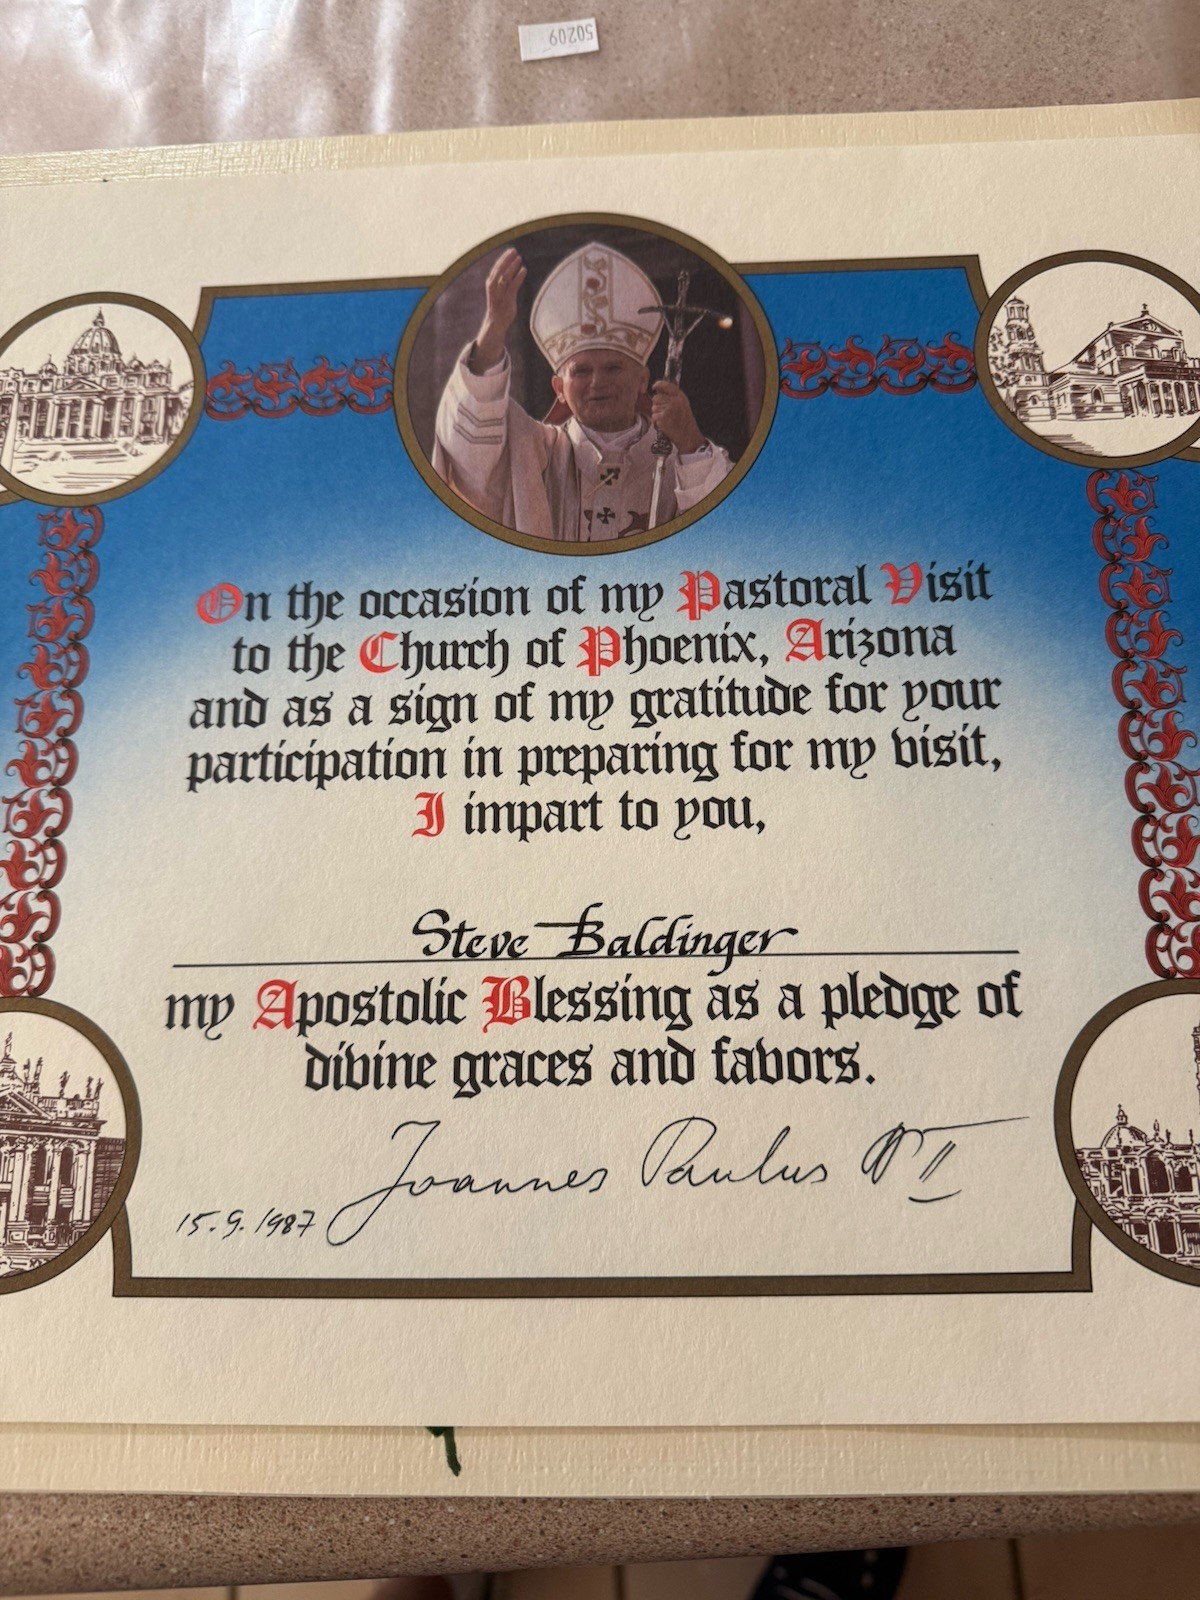 50209
On the occasion of my Pastoral Visit
to the Church of Phoenix, Arizona
and as a sign of my gratitude for your
participation in preparing for my visit,
I impart to you,
Steve Baldinger
my Apostolic Blessing as a pledge of
divine graces and favors.
Joannes Paulus PP II
15.9.1987